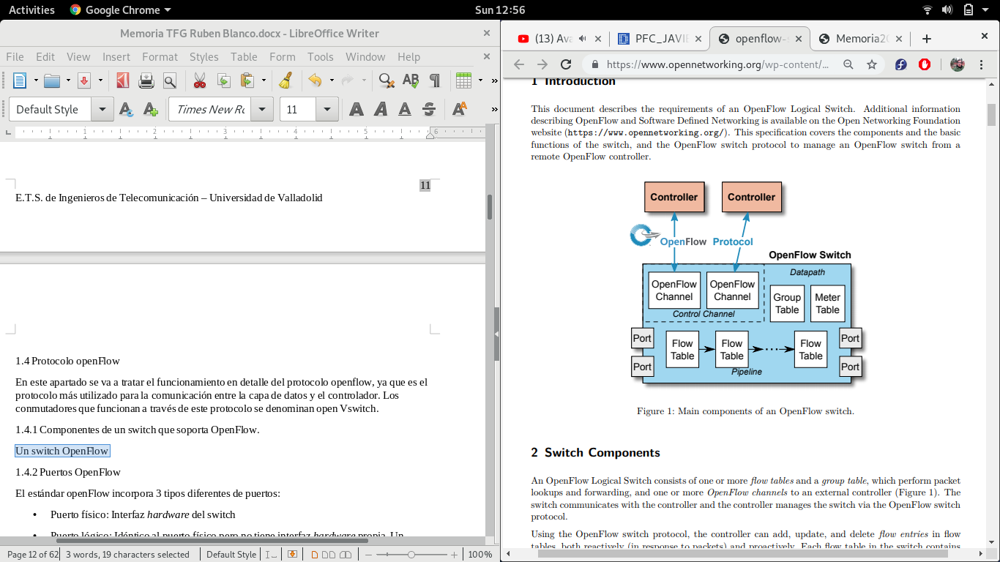 Activities Google Chrome Sun 12:56
Memoria TFG Ruben Blanco.docx - LibreOffice Writer
File Edit View Insert Format Styles Table Form Tools Window Help
Default Style Times New Ro 11
1 2 3 4 5 6
11
E.T.S. de Ingenieros de Telecomunicación – Universidad de Valladolid
1.4 Protocolo openFlow
En este apartado se va a tratar el funcionamiento en detalle del protocolo openflow, ya que es el
protocolo más utilizado para la comunicación entre la capa de datos y el controlador. Los
conmutadores que funcionan a través de este protocolo se denominan open Vswitch.
1.4.1 Componentes de un switch que soporta OpenFlow.
Un switch OpenFlow
1.4.2 Puertos OpenFlow
El estándar openFlow incorpora 3 tipos diferentes de puertos:
• Puerto físico: Interfaz hardware del switch
• Puerto lógico: Idéntico al puerto físico pero no tiene interfaz hardware propia. Un
Page 12 of 62 3 words, 19 characters selected Default Style 100%
(13) Ava PFC_JAVIE openflow- Memoria2
https://www.opennetworking.org/wp-content/...
1 Introduction
This document describes the requirements of an OpenFlow Logical Switch. Additional information
describing OpenFlow and Software Defined Networking is available on the Open Networking Foundation
website (https://www.opennetworking.org/). This specification covers the components and the basic
functions of the switch, and the OpenFlow switch protocol to manage an OpenFlow switch from a
remote OpenFlow controller.
Controller Controller
OpenFlow Protocol
OpenFlow Switch
Datapath
OpenFlow Channel
OpenFlow Channel
Control Channel
Group Table
Meter Table
Port
Port
Flow Table
Flow Table
...
Flow Table
Port
Port
Pipeline
Figure 1: Main components of an OpenFlow switch.
2 Switch Components
An OpenFlow Logical Switch consists of one or more flow tables and a group table, which perform packet
lookups and forwarding, and one or more OpenFlow channels to an external controller (Figure 1). The
switch communicates with the controller and the controller manages the switch via the OpenFlow switch
protocol.
Using the OpenFlow switch protocol, the controller can add, update, and delete flow entries in flow
tables, both reactively (in response to packets) and proactively. Each flow table in the switch contains